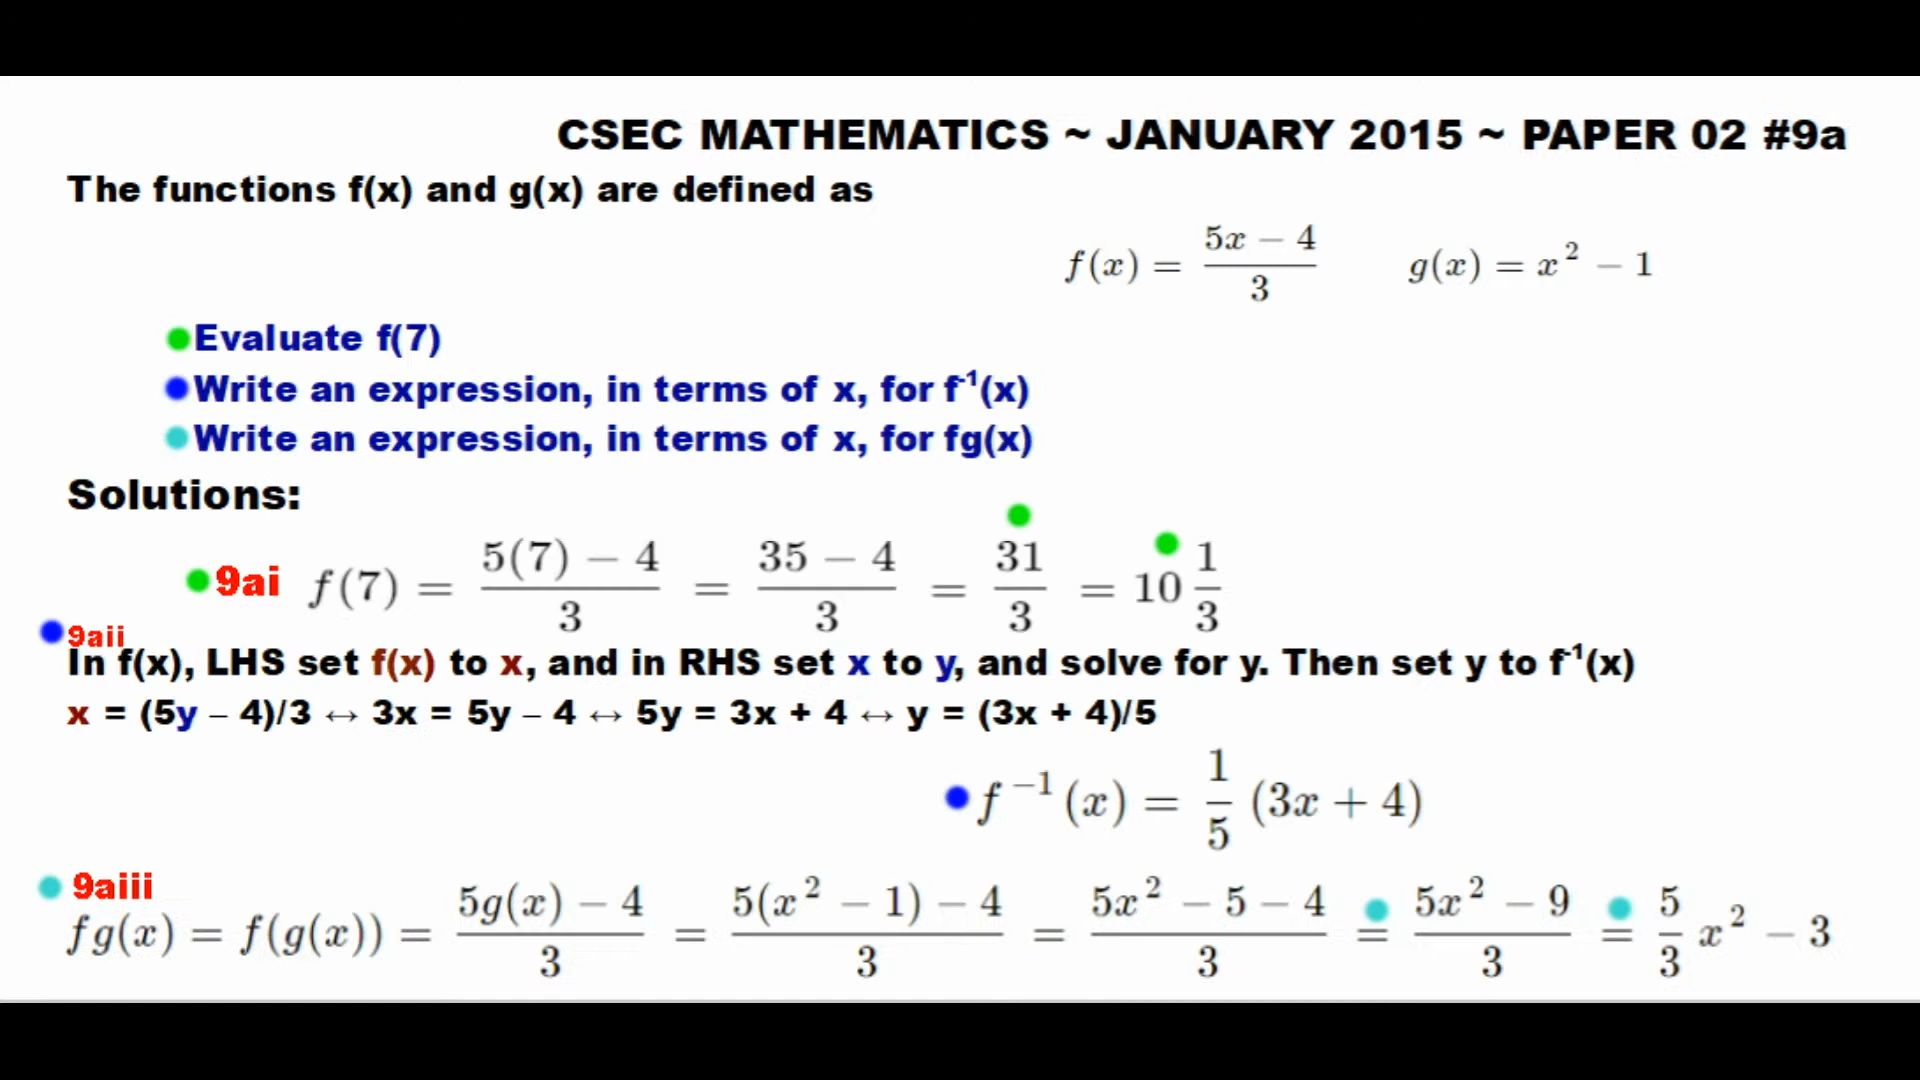 CSEC MATHEMATICS ~ JANUARY 2015 ~ PAPER 02 #9a
The functions f(x) and g(x) are defined as
f(x) = (5x − 4)/3    g(x) = x² − 1
Evaluate f(7)
Write an expression, in terms of x, for f⁻¹(x)
Write an expression, in terms of x, for fg(x)
Solutions:
9ai f(7) = (5(7) − 4)/3 = (35 − 4)/3 = 31/3 = 10 1/3
9aii
In f(x), LHS set f(x) to x, and in RHS set x to y, and solve for y. Then set y to f⁻¹(x)
x = (5y – 4)/3 ↔ 3x = 5y – 4 ↔ 5y = 3x + 4 ↔ y = (3x + 4)/5
f⁻¹(x) = 1/5 (3x + 4)
9aiii
fg(x) = f(g(x)) = (5g(x) − 4)/3 = (5(x² − 1) − 4)/3 = (5x² − 5 − 4)/3 = (5x² − 9)/3 = 5/3 x² − 3